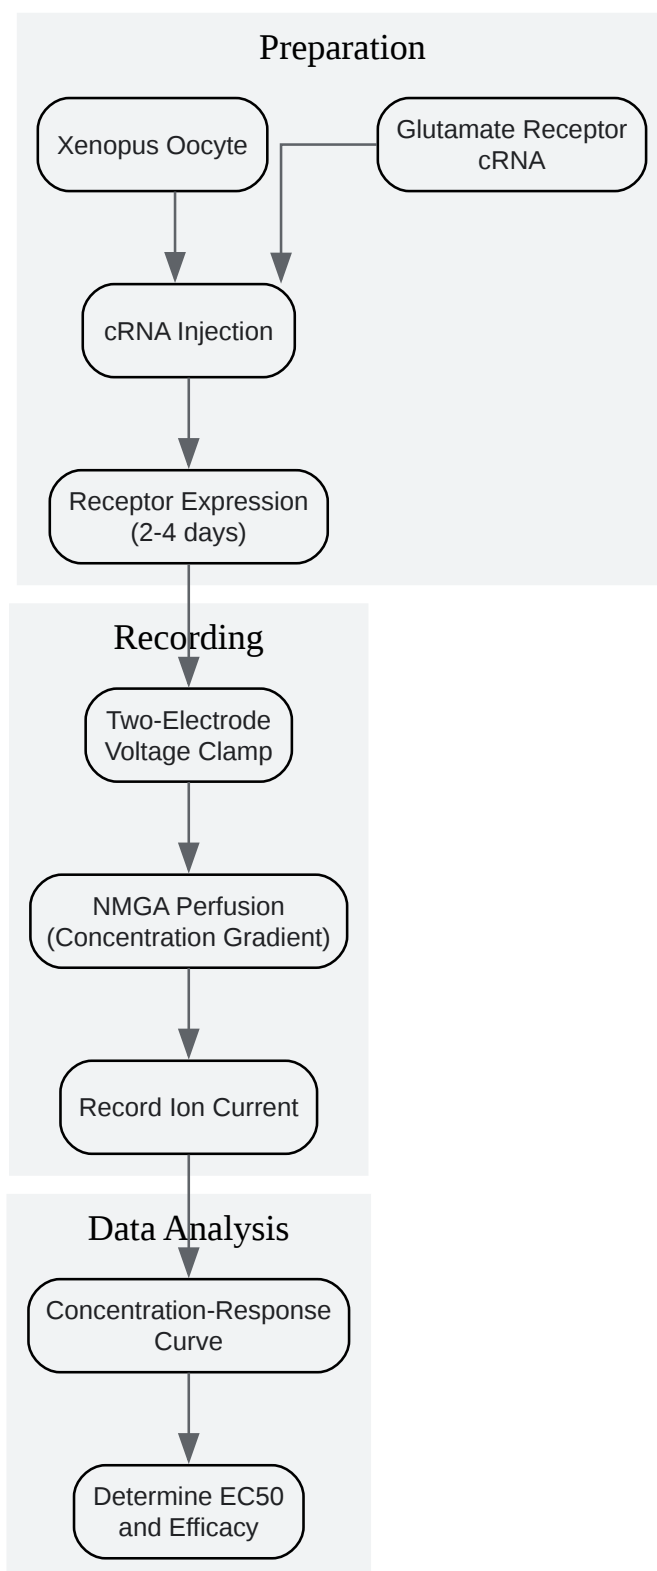 Preparation
Xenopus Oocyte
Glutamate Receptor
cRNA
cRNA Injection
Receptor Expression
(2-4 days)
Recording
Two-Electrode
Voltage Clamp
NMGA Perfusion
(Concentration Gradient)
Record Ion Current
Data Analysis
Concentration-Response
Curve
Determine EC50
and Efficacy